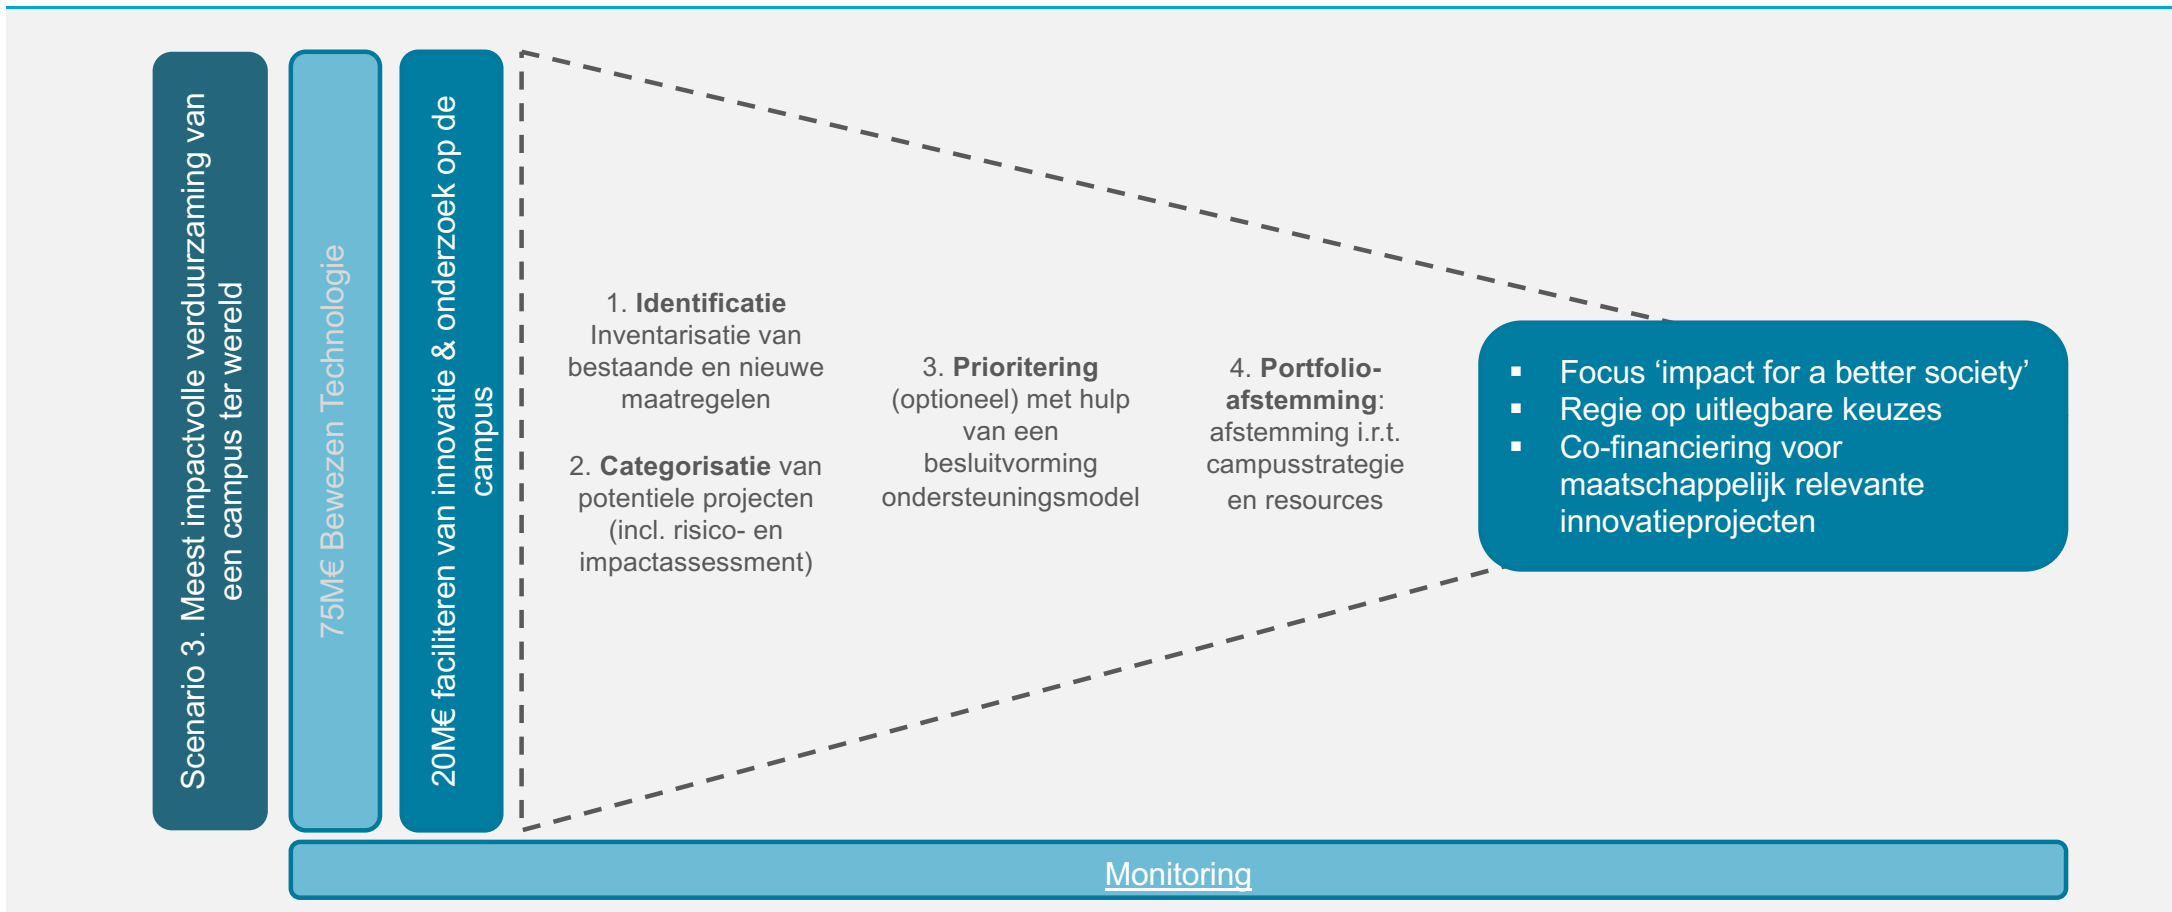 Scenario 3. Meest impactvolle verduurzaming van
een campus ter wereld
75M€ Bewezen Technologie
20M€ faciliteren van innovatie & onderzoek op de
campus
1. Identificatie
Inventarisatie van
bestaande en nieuwe
maatregelen
2. Categorisatie van
potentiele projecten
(incl. risico- en
impactassessment)
3. Prioritering
(optioneel) met hulp
van een
besluitvorming
ondersteuningsmodel
4. Portfolio-
afstemming:
afstemming i.r.t.
campusstrategie
en resources
▪ Focus ‘impact for a better society’
▪ Regie op uitlegbare keuzes
▪ Co-financiering voor
maatschappelijk relevante
innovatieprojecten
Monitoring